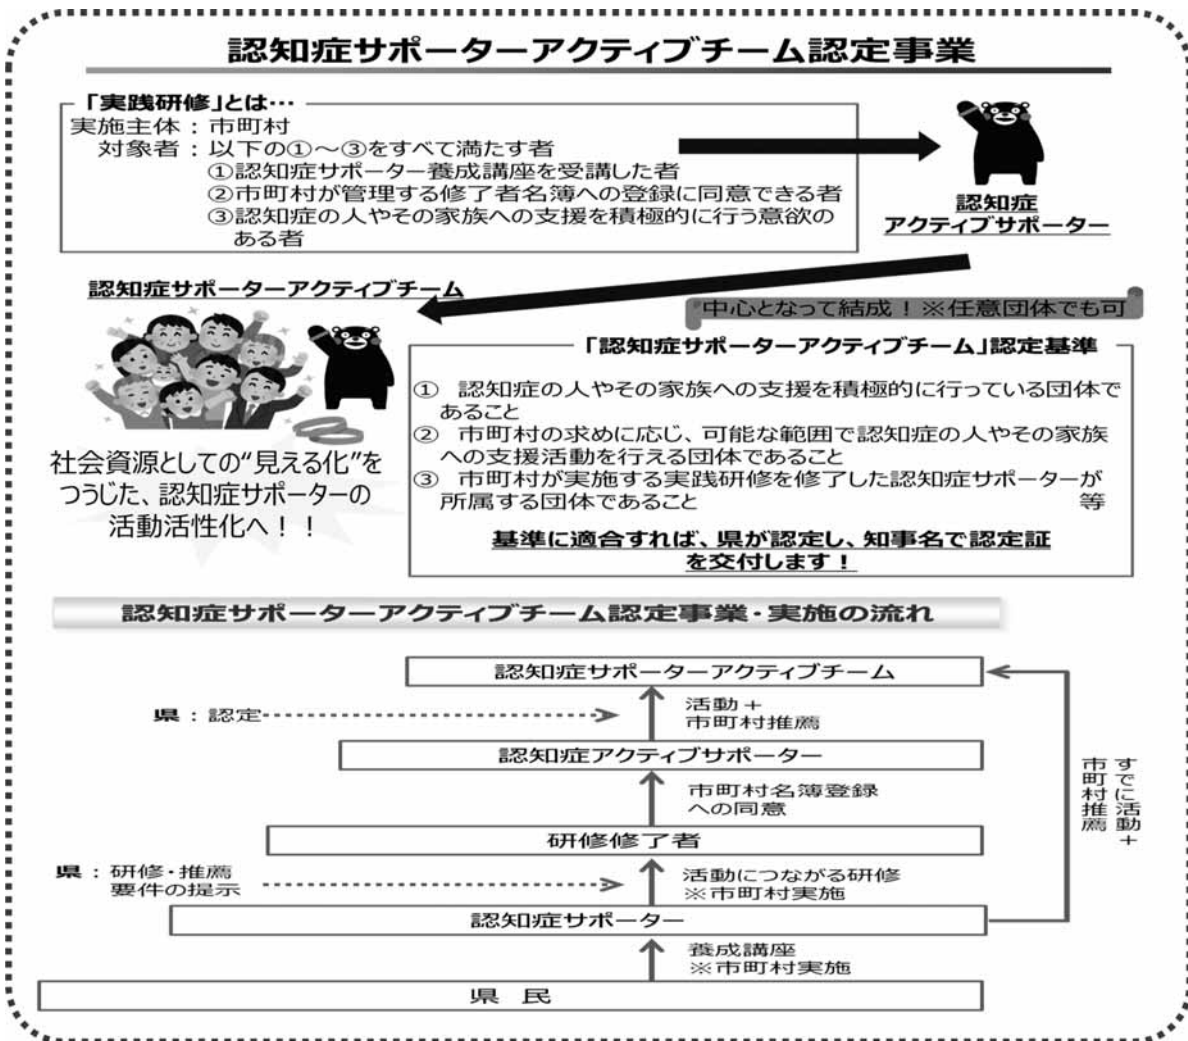 認知症サポーターアクティブチーム認定事業
「実践研修」とは…
実施主体：市町村
対象者：以下の①～③をすべて満たす者
①認知症サポーター養成講座を受講した者
②市町村が管理する修了者名簿への登録に同意できる者
③認知症の人やその家族への支援を積極的に行う意欲の
ある者
認知症
アクティブサポーター
認知症サポーターアクティブチーム
中心となって結成！※任意団体でも可
社会資源としての“見える化”を
つうじた、認知症サポーターの
活動活性化へ！！
「認知症サポーターアクティブチーム」認定基準
① 認知症の人やその家族への支援を積極的に行っている団体で
あること
② 市町村の求めに応じ、可能な範囲で認知症の人やその家族
への支援活動を行える団体であること
③ 市町村が実施する実践研修を修了した認知症サポーターが
所属する団体であること 等
基準に適合すれば、県が認定し、知事名で認定証
を交付します！
認知症サポーターアクティブチーム認定事業・実施の流れ
認知症サポーターアクティブチーム
県：認定
活動＋
市町村推薦
認知症アクティブサポーター
市町村名簿登録
への同意
研修修了者
県：研修・推薦
要件の提示
活動につながる研修
※市町村実施
認知症サポーター
養成講座
※市町村実施
県 民
すでに活動＋
市町村推薦